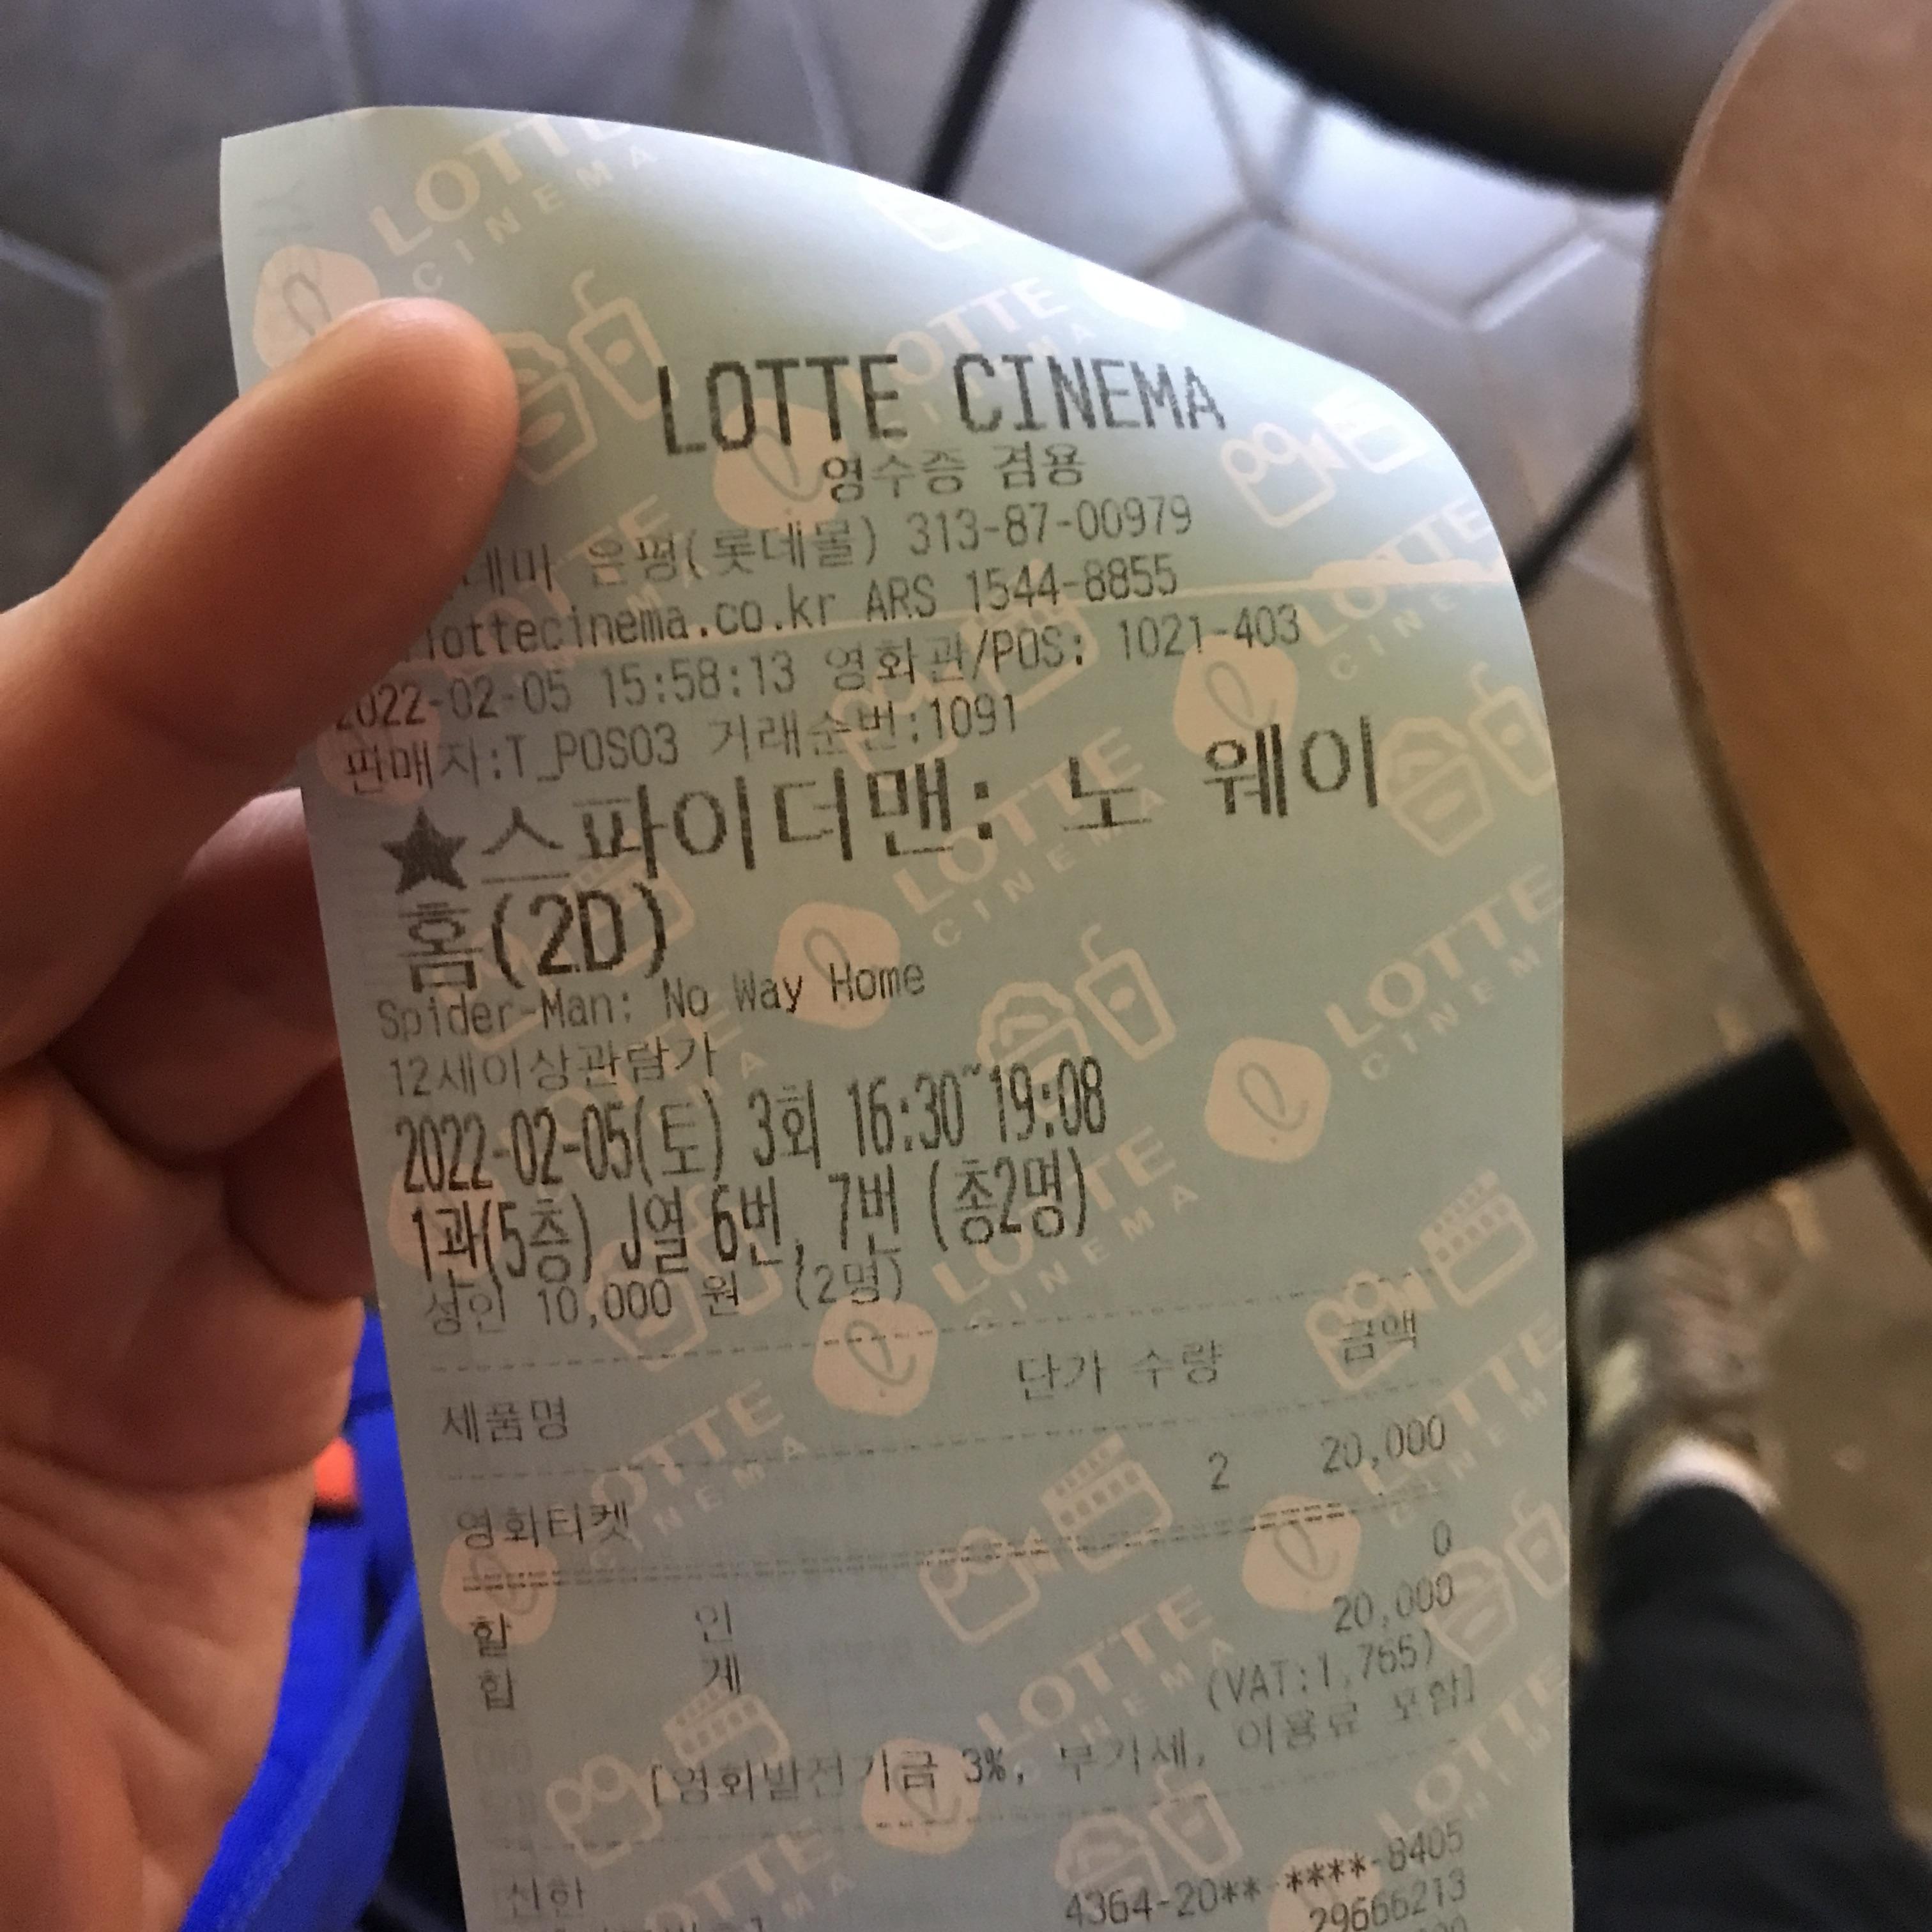 LOTTE CINEMA
영수증 겸용
네마 은평(롯데몰) 313-87-00979
lottecinema.co.kr ARS 1544-8855
2022-02-05 15:58:13 영화관/POS: 1021-403
판매자:T_POS03 거래순번:1091
★스파이더맨: 노 웨이
홈(2D)
Spider-Man: No Way Home
12세이상관람가
2022-02-05(토) 3회 16:30~19:08
1관(5층) J열 6번, 7번 (총2명)
성인 10,000 원 (2명)
제품명 단가 수량 금액
영화티켓 2 20,000
할 인 0
합 계 20,000
(VAT:1,765)
[영화발전기금 3%, 부가세, 이용료 포함]
신한 4364-20**-****-8405
29666213